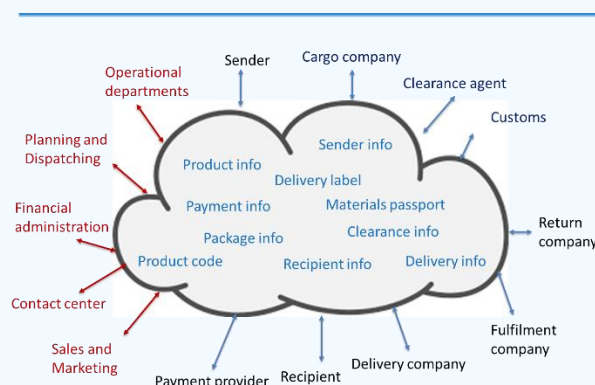 Sender
Cargo company
Operational
departments
Clearance agent
Customs
Planning and
Dispatching
Sender info
Product info
Delivery label
Payment info
Materials passport
Financial
administration
Package info
Clearance info
Return
company
Product code
Recipient info
Delivery info
Contact center
Fulfilment
company
Sales and
Marketing
Delivery company
Payment provider
Recipient